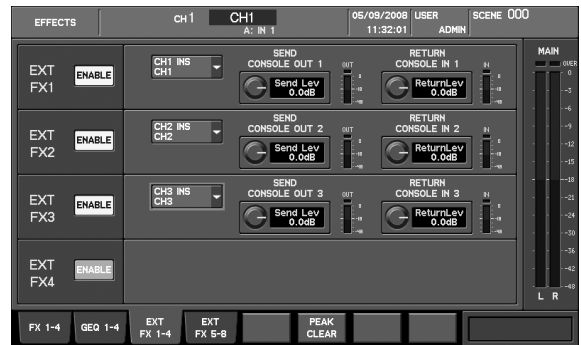 EFFECTS
CH 1 CH1
A: IN 1
05/09/2008 USER SCENE 000
11:32:01 ADMIN
MAIN
OVER
0
-3
-6
-9
-12
-15
-18
-21
-24
-30
-36
-42
-48
L R
EXT
FX1
ENABLE
CH1 INS
CH1
SEND
CONSOLE OUT 1
OUT
Send Lev
0.0dB
RETURN
CONSOLE IN 1
IN
ReturnLev
0.0dB
EXT
FX2
ENABLE
CH2 INS
CH2
SEND
CONSOLE OUT 2
OUT
Send Lev
0.0dB
RETURN
CONSOLE IN 2
IN
ReturnLev
0.0dB
EXT
FX3
ENABLE
CH3 INS
CH3
SEND
CONSOLE OUT 3
OUT
Send Lev
0.0dB
RETURN
CONSOLE IN 3
IN
ReturnLev
0.0dB
EXT
FX4
ENABLE
FX 1-4
GEQ 1-4
EXT
FX 1-4
EXT
FX 5-8
PEAK
CLEAR